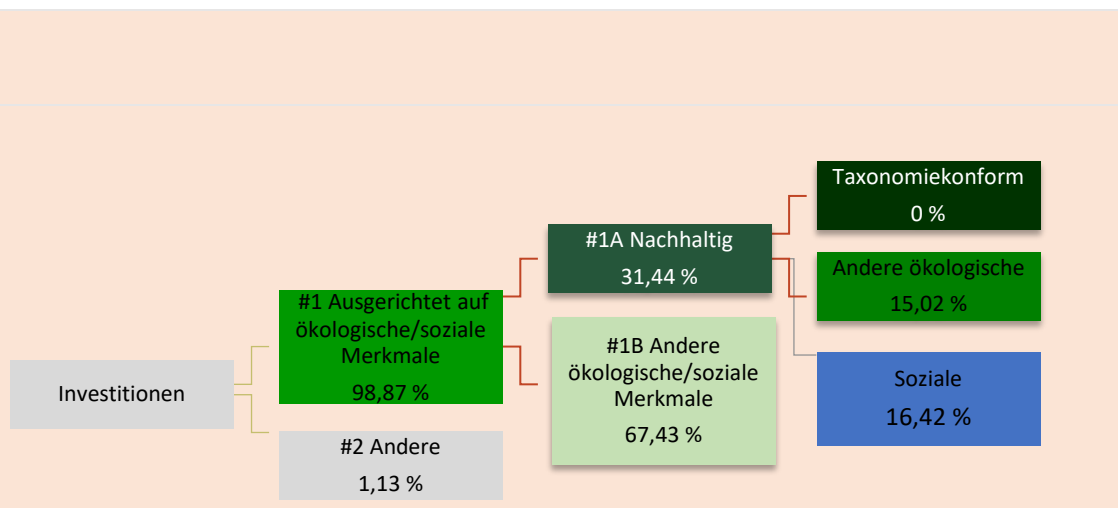 Investitionen
#1 Ausgerichtet auf
ökologische/soziale
Merkmale
98,87 %
#2 Andere
1,13 %
#1A Nachhaltig
31,44 %
#1B Andere
ökologische/soziale
Merkmale
67,43 %
Taxonomiekonform
0 %
Andere ökologische
15,02 %
Soziale
16,42 %